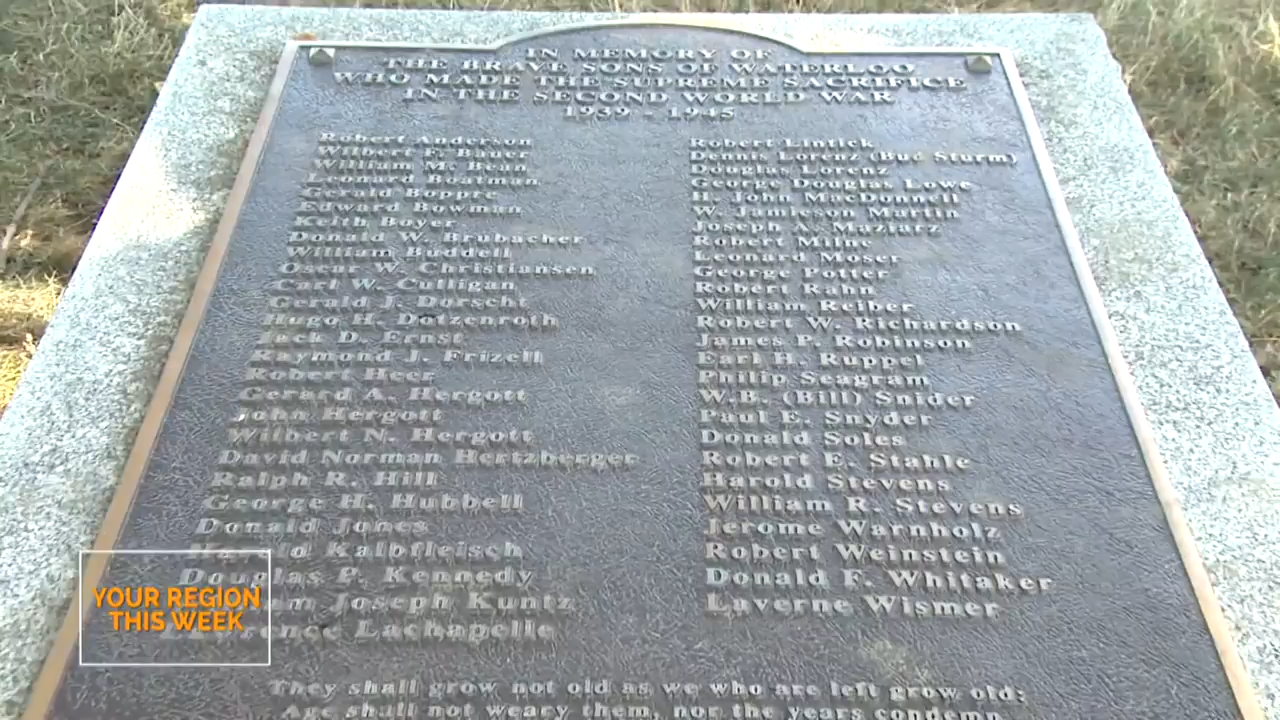 IN MEMORY OF
THE BRAVE SONS OF WATERLOO
WHO MADE THE SUPREME SACRIFICE
IN THE SECOND WORLD WAR
1939 - 1945
Robert Anderson
Wilbert F. Bauer
William M. Bean
Leonard Boatman
Gerald Boppre
Edward Bowman
Keith Boyer
Donald W. Brubacher
William Buddell
Oscar W. Christiansen
Carl W. Culligan
Gerald J. Dorscht
Hugo H. Dotzenroth
Jack D. Ernst
Raymond J. Frizell
Robert Heer
Gerard A. Hergott
John Hergott
Wilbert N. Hergott
David Norman Hertzberger
Ralph R. Hill
George H. Hubbell
Donald Jones
Kalbfleisch
Douglas P. Kennedy
Joseph Kuntz
Lachapelle
Robert Lintick
Dennis Lorenz (Bud Sturm)
Douglas Lorenz
George Douglas Lowe
H. John MacDonnell
W. Jamieson Martin
Joseph A. Maziarz
Robert Milne
Leonard Moser
George Potter
Robert Rahn
William Reiber
Robert W. Richardson
James P. Robinson
Earl H. Ruppel
Philip Seagram
W.B. (Bill) Snider
Paul E. Snyder
Donald Soles
Robert E. Stahle
Harold Stevens
William R. Stevens
Jerome Warnholz
Robert Weinstein
Donald F. Whitaker
Laverne Wismer
They shall grow not old as we who are left grow old:
Age shall not weary them, nor the years condemn
YOUR REGION
THIS WEEK